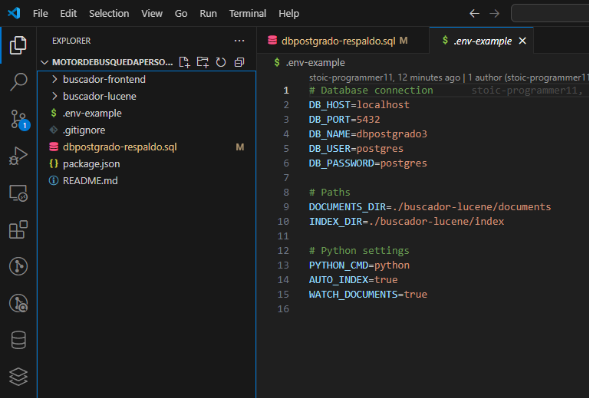 File Edit Selection View Go Run Terminal Help
EXPLORER
dbpostgrado-respaldo.sql M
.env-example
MOTORDEBUSQUEDAPERSO...
buscador-frontend
buscador-lucene
.env-example
.gitignore
dbpostgrado-respaldo.sql M
package.json
README.md
1
.env-example
stoic-programmer11, 12 minutes ago | 1 author (stoic-programmer11
1 # Database connection stoic-programmer11,
2 DB_HOST=localhost
3 DB_PORT=5432
4 DB_NAME=dbpostgrado3
5 DB_USER=postgres
6 DB_PASSWORD=postgres
7
8 # Paths
9 DOCUMENTS_DIR=./buscador-lucene/documents
10 INDEX_DIR=./buscador-lucene/index
11
12 # Python settings
13 PYTHON_CMD=python
14 AUTO_INDEX=true
15 WATCH_DOCUMENTS=true
16